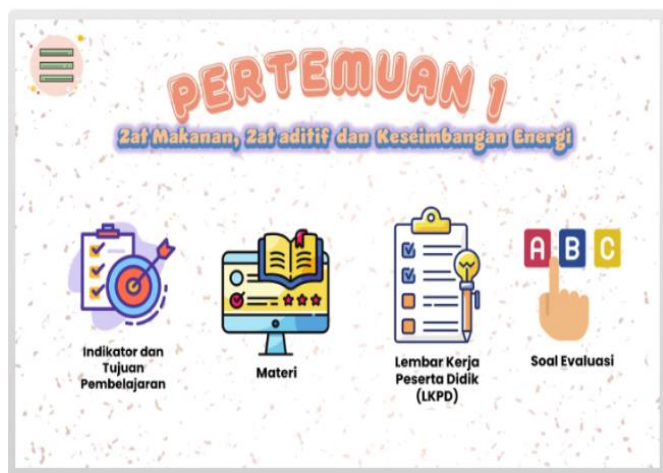 PERTEMUAN 1
Zat Makanan, Zat aditif dan Keseimbangan Energi
Indikator dan
Tujuan
Pembelajaran
Materi
Lembar Kerja
Peserta Didik
(LKPD)
A B C
Soal Evaluasi